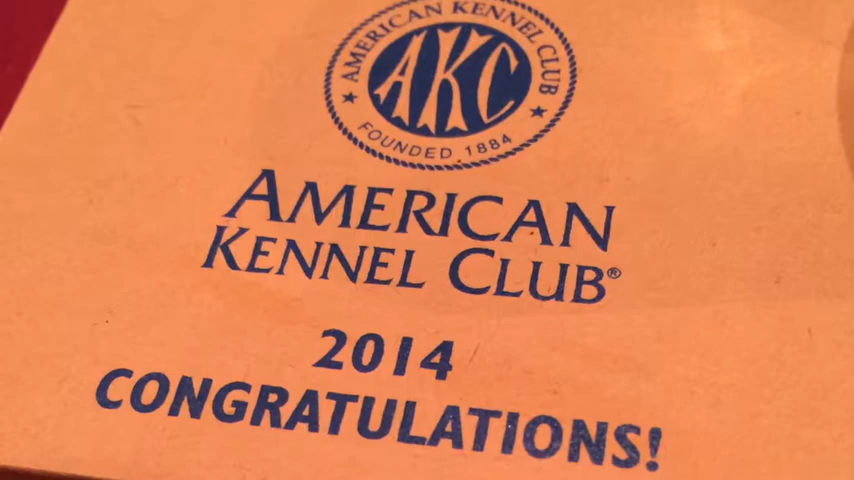 AMERICAN KENNEL CLUB
AKC
FOUNDED 1884
AMERICAN
KENNEL CLUB®
2014
CONGRATULATIONS!